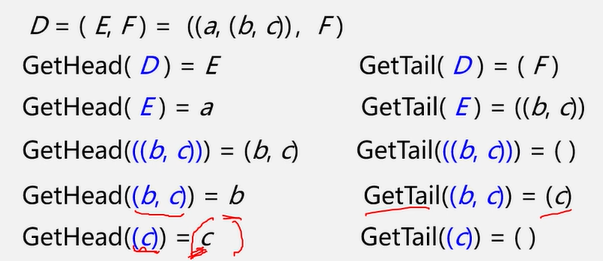 D = ( E, F ) = ((a, (b, c)), F )
GetHead( D ) = E GetTail( D ) = ( F )
GetHead( E ) = a GetTail( E ) = ((b, c))
GetHead(((b, c))) = (b, c) GetTail(((b, c))) = ( )
GetHead((b, c)) = b GetTail((b, c)) = (c)
GetHead((c)) = c GetTail((c)) = ( )